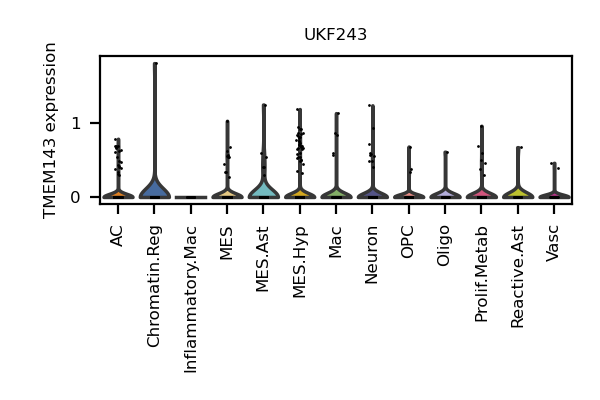 UKF243
TMEM143 expression
1
0
AC
Chromatin.Reg
Inflammatory.Mac
MES
MES.Ast
MES.Hyp
Mac
Neuron
OPC
Oligo
Prolif.Metab
Reactive.Ast
Vasc